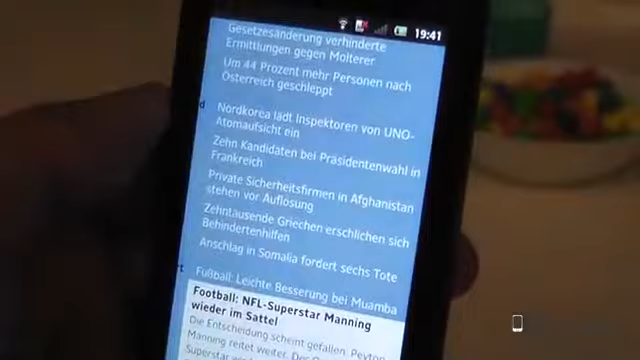 19:41
Gesetzesänderung verhinderte
Ermittlungen gegen Molterer
Um 44 Prozent mehr Personen nach
Österreich geschleppt
d
Nordkorea lädt Inspektoren von UNO-
Atomaufsicht ein
Zehn Kandidaten bei Präsidentenwahl in
Frankreich
Private Sicherheitsfirmen in Afghanistan
stehen vor Auflösung
Zehntausende Griechen erschlichen sich
Behindertenhilfen
Anschlag in Somalia fordert sechs Tote
rt
Fußball: Leichte Besserung bei Muamba
Football: NFL-Superstar Manning
wieder im Sattel
Die Entscheidung scheint gefallen. Peyton
Manning reitet weiter. Der
Superstar